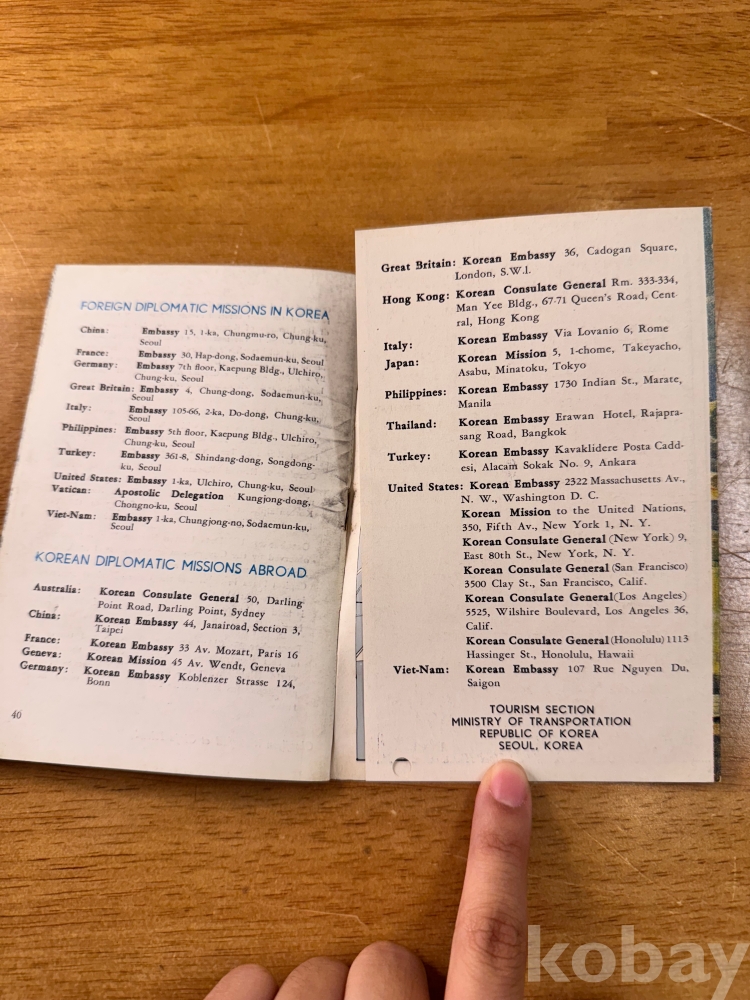 FOREIGN DIPLOMATIC MISSIONS IN KOREA
China: Embassy 15, 1-ka, Chungmu-ro, Chung-ku,
Seoul
France: Embassy 30, Hap-dong, Sodaemun-ku, Seoul
Germany: Embassy 7th floor, Kaepung Bldg., Ulchiro,
Chung-ku, Seoul
Great Britain: Embassy 4, Chung-dong, Sodaemun-ku,
Seoul
Italy: Embassy 105-66, 2-ka, Do-dong, Chung-ku,
Seoul
Philippines: Embassy 5th floor, Kaepung Bldg., Ulchiro,
Chung-ku, Seoul
Turkey: Embassy 361-8, Shindang-dong, Songdong-
ku, Seoul
United States: Embassy 1-ka, Ulchiro, Chung-ku, Seoul
Vatican: Apostolic Delegation Kungjong-dong,
Chongno-ku, Seoul
Viet-Nam: Embassy 1-ka, Chungjong-no, Sodaemun-ku,
Seoul
KOREAN DIPLOMATIC MISSIONS ABROAD
Australia: Korean Consulate General 50, Darling
Point Road, Darling Point, Sydney
China: Korean Embassy 44, Janairoad, Section 3,
Taipei
France: Korean Embassy 33 Av. Mozart, Paris 16
Geneva: Korean Mission 45 Av. Wendt, Geneva
Germany: Korean Embassy Koblenzer Strasse 124,
Bonn
40
Great Britain: Korean Embassy 36, Cadogan Square,
London, S.W.1.
Hong Kong: Korean Consulate General Rm. 333-334,
Man Yee Bldg., 67-71 Queen's Road, Cent-
ral, Hong Kong
Italy: Korean Embassy Via Lovanio 6, Rome
Japan: Korean Mission 5, 1-chome, Takeyacho,
Asabu, Minatoku, Tokyo
Philippines: Korean Embassy 1730 Indian St., Marate,
Manila
Thailand: Korean Embassy Erawan Hotel, Rajapra-
sang Road, Bangkok
Turkey: Korean Embassy Kavaklidere Posta Cadd-
esi, Alacam Sokak No. 9, Ankara
United States: Korean Embassy 2322 Massachusetts Av.,
N. W., Washington D. C.
Korean Mission to the United Nations,
350, Fifth Av., New York 1, N. Y.
Korean Consulate General (New York) 9,
East 80th St., New York, N. Y.
Korean Consulate General (San Francisco)
3500 Clay St., San Francisco, Calif.
Korean Consulate General (Los Angeles)
5525, Wilshire Boulevard, Los Angeles 36,
Calif.
Korean Consulate General (Honolulu) 1113
Hassinger St., Honolulu, Hawaii
Viet-Nam: Korean Embassy 107 Rue Nguyen Du,
Saigon
TOURISM SECTION
MINISTRY OF TRANSPORTATION
REPUBLIC OF KOREA
SEOUL, KOREA
kobay